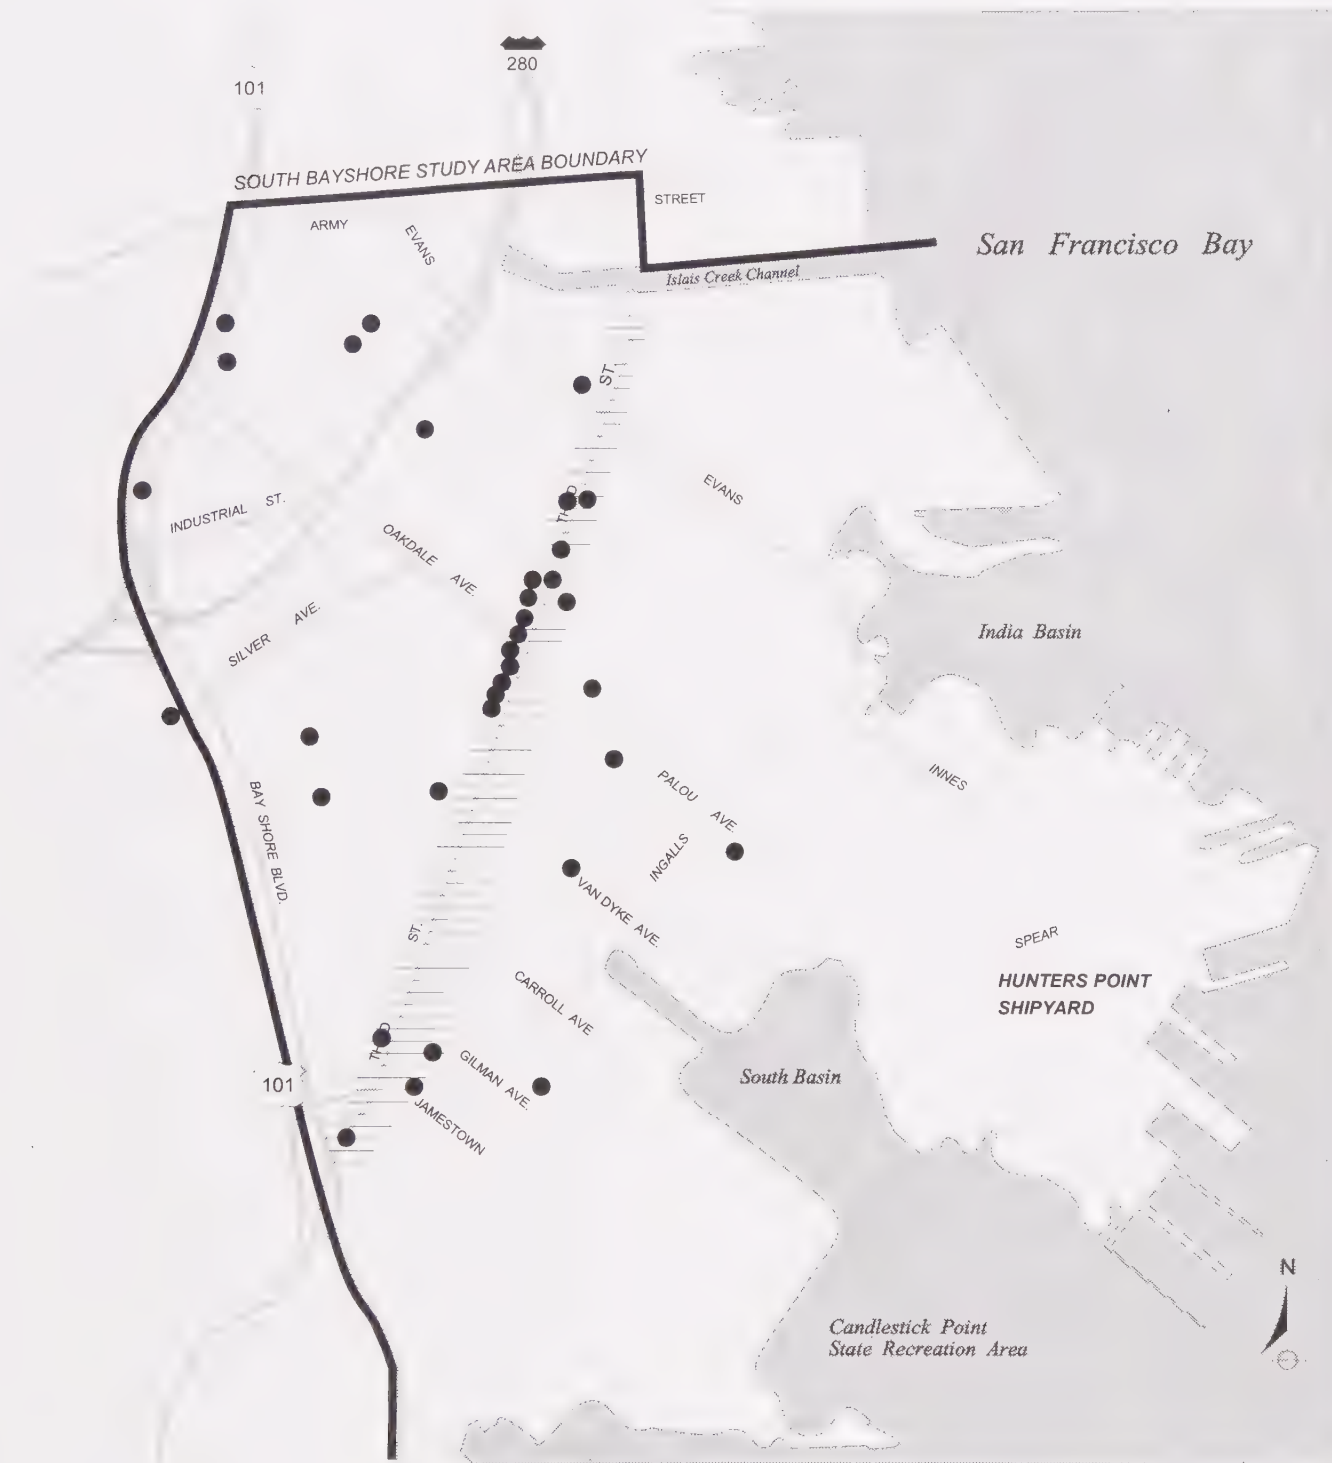 280
101
SOUTH BAYSHORE STUDY AREA BOUNDARY
STREET
ARMY
EVANS
San Francisco Bay
Islais Creek Channel
ST.
EVANS
INDUSTRIAL ST.
OAKDALE AVE.
SILVER AVE.
India Basin
INNES
PALOU AVE.
BAY SHORE BLVD.
INGALLS
VAN DYKE AVE.
ST.
SPEAR
HUNTERS POINT
SHIPYARD
CARROLL AVE
GILMAN AVE.
101
South Basin
JAMESTOWN
N
Candlestick Point
State Recreation Area